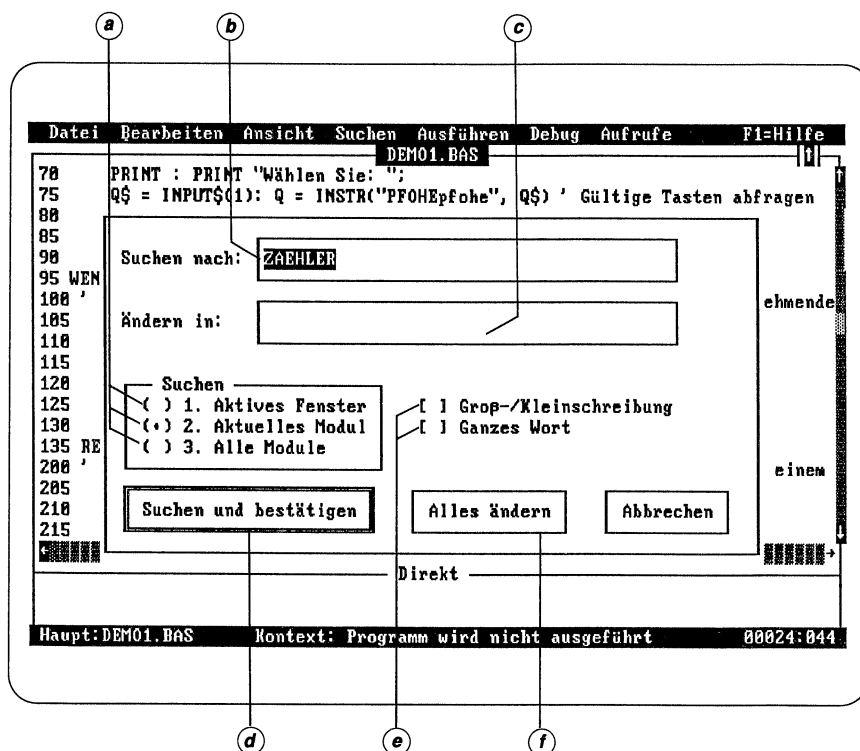 a b c
Datei Bearbeiten Ansicht Suchen Ausführen Debug Aufrufe F1=Hilfe
DEMO1.BAS
70 PRINT : PRINT "Wählen Sie: ";
75 Q$ = INPUT$(1): Q = INSTR("PFOHEpfohe", Q$) ' Gültige Tasten abfragen
80
85
90 Suchen nach: ZAEHLER
95 WEN
100 ' ehmende
105 Ändern in:
110
115
120 Suchen
125 ( ) 1. Aktives Fenster [ ] Groß-/Kleinschreibung
130 (•) 2. Aktuelles Modul [ ] Ganzes Wort
135 RE ( ) 3. Alle Module
200 ' einem
205
210 Suchen und bestätigen Alles ändern Abbrechen
215
Direkt
Haupt:DEMO1.BAS Kontext: Programm wird nicht ausgeführt 00024:044
d e f